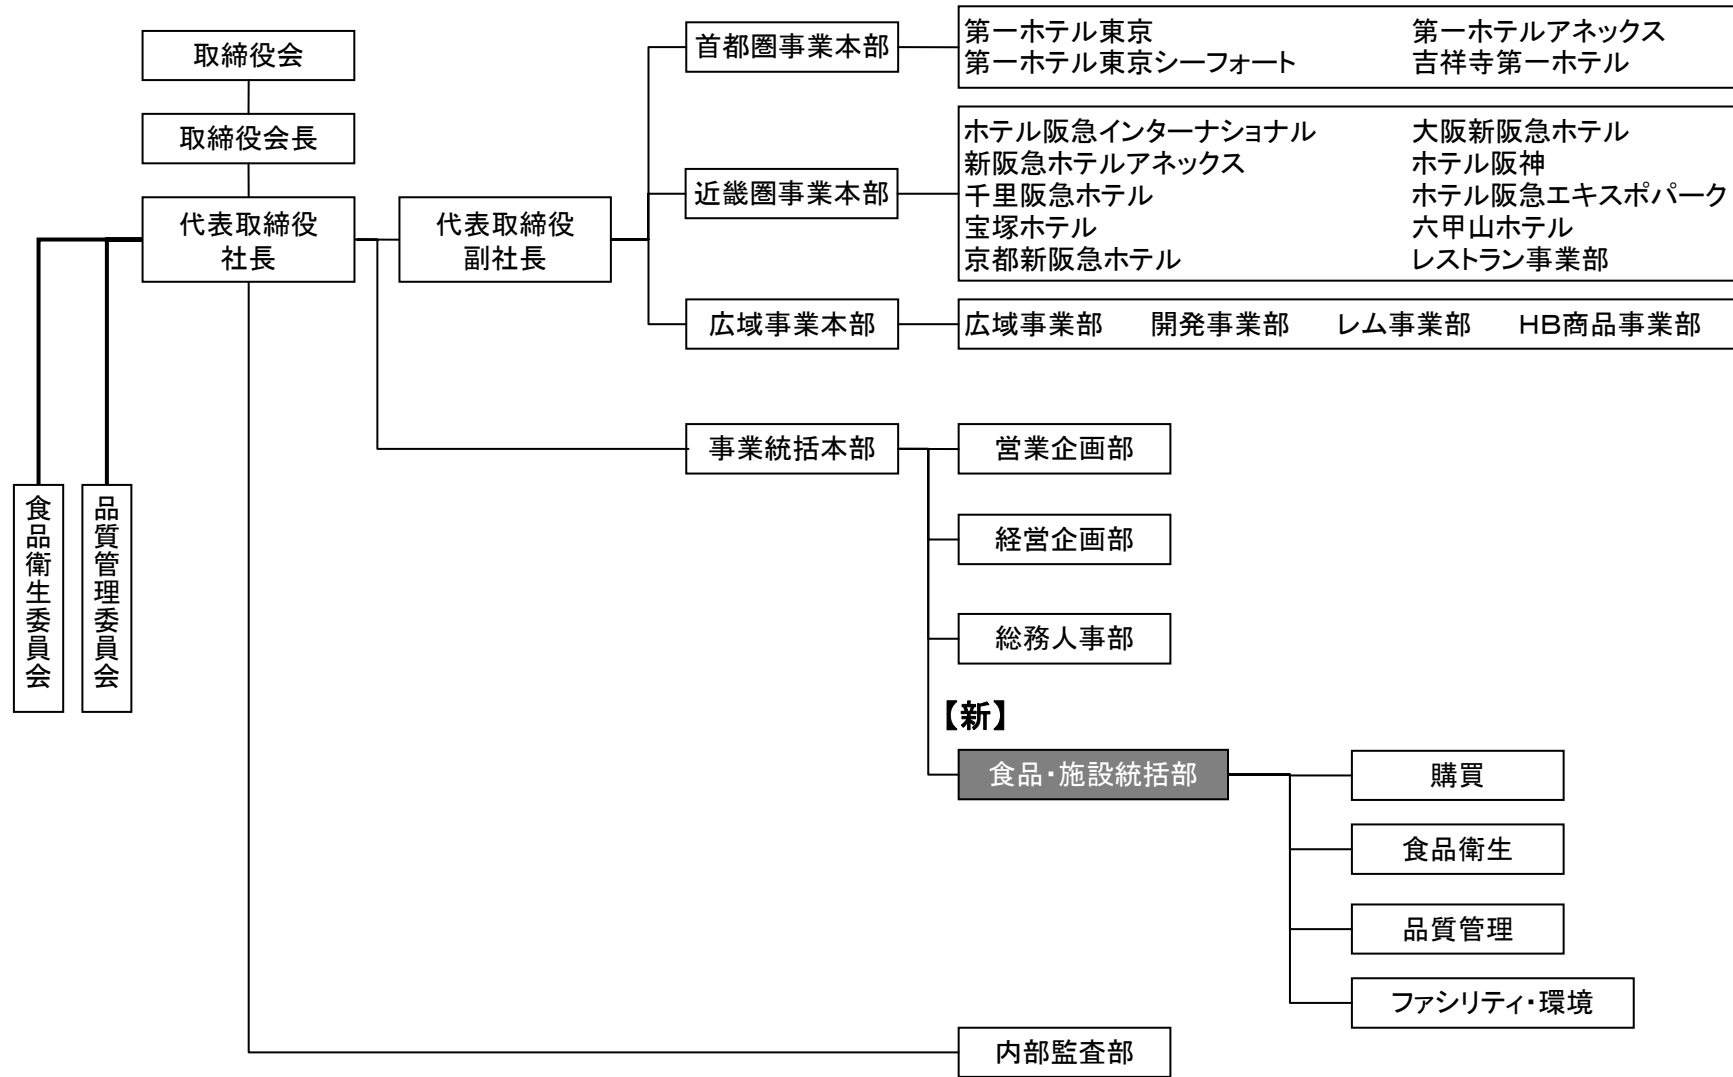 取締役会
取締役会長
代表取締役
社長
代表取締役
副社長
食品衛生委員会
品質管理委員会
首都圏事業本部
第一ホテル東京 第一ホテルアネックス
第一ホテル東京シーフォート 吉祥寺第一ホテル
近畿圏事業本部
ホテル阪急インターナショナル 大阪新阪急ホテル
新阪急ホテルアネックス ホテル阪神
千里阪急ホテル ホテル阪急エキスポパーク
宝塚ホテル 六甲山ホテル
京都新阪急ホテル レストラン事業部
広域事業本部
広域事業部 開発事業部 レム事業部 HB商品事業部
事業統括本部
営業企画部
経営企画部
総務人事部
【新】
食品・施設統括部
購買
食品衛生
品質管理
ファシリティ・環境
内部監査部